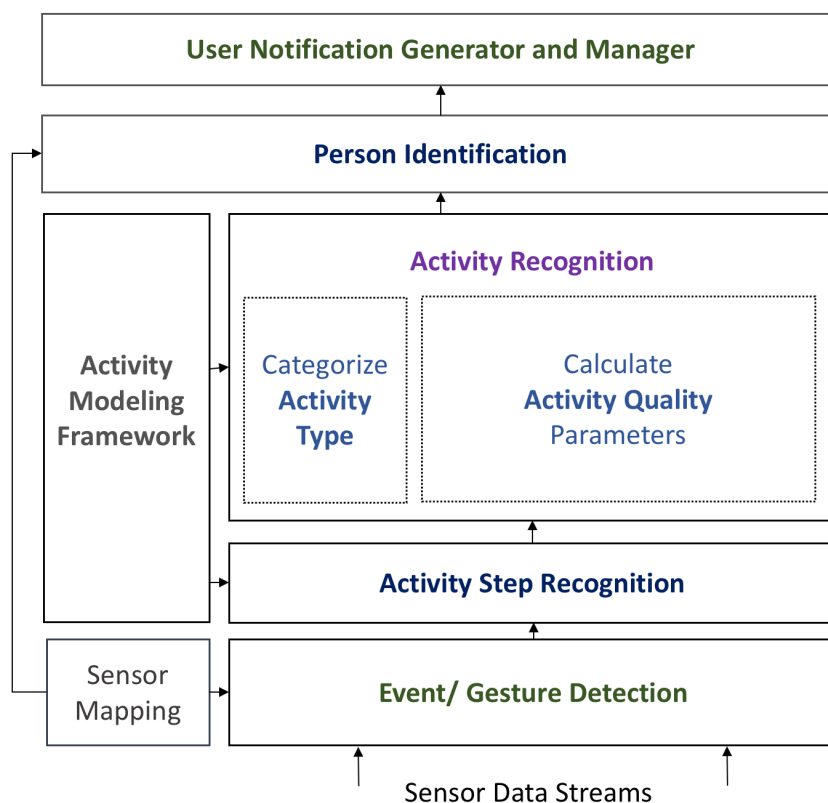 User Notification Generator and Manager
Person Identification
Activity Recognition
Activity
Modeling
Framework
Categorize
Activity
Type
Calculate
Activity Quality
Parameters
Activity Step Recognition
Sensor
Mapping
Event/ Gesture Detection
Sensor Data Streams